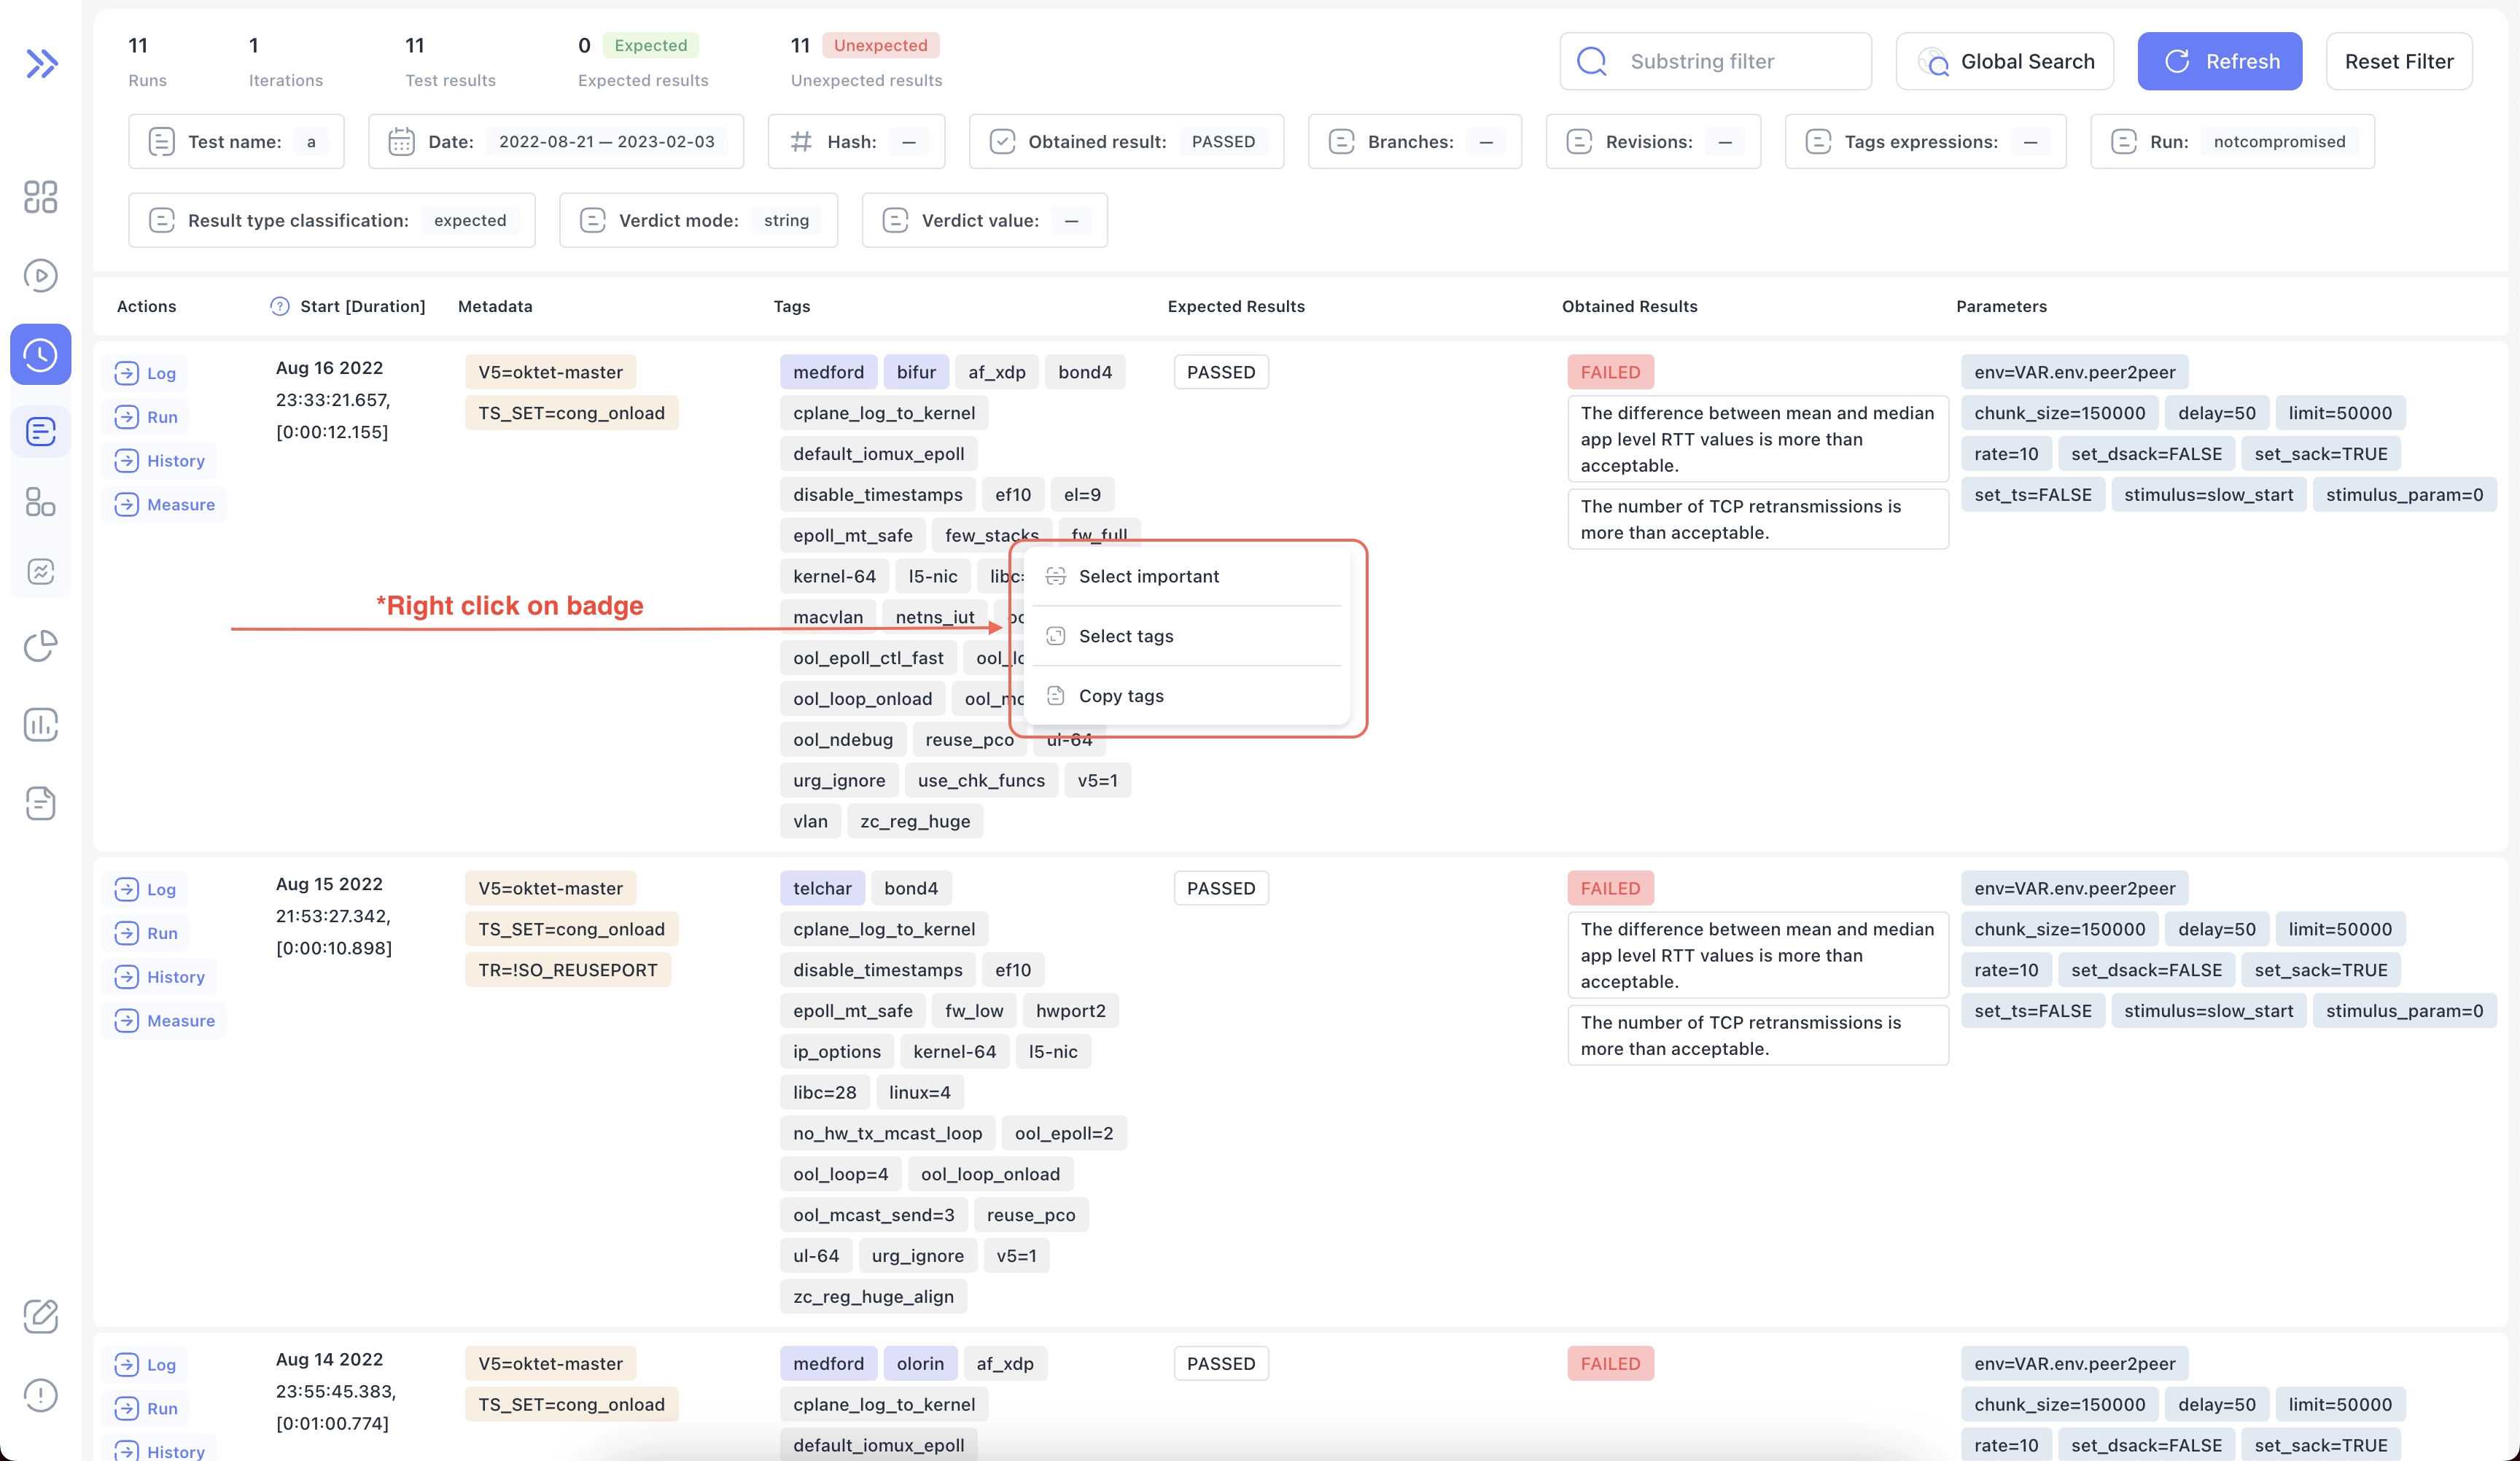 11 1 11 0 Expected 11 Unexpected
Runs Iterations Test results Expected results Unexpected results
Substring filter Global Search Refresh Reset Filter
Test name: a Date: 2022-08-21 — 2023-02-03 Hash: — Obtained result: PASSED Branches: — Revisions: — Tags expressions: — Run: notcompromised
Result type classification: expected Verdict mode: string Verdict value: —
Actions Start [Duration] Metadata Tags Expected Results Obtained Results Parameters
Log
Run
History
Measure
Aug 16 2022
23:33:21.657,
[0:00:12.155]
V5=oktet-master
TS_SET=cong_onload
medford bifur af_xdp bond4
cplane_log_to_kernel
default_iomux_epoll
disable_timestamps ef10 el=9
epoll_mt_safe few_stacks fw_full
kernel-64 l5-nic libc=
macvlan netns_iut
ool_epoll_ctl_fast
ool_loop_onload
ool_ndebug reuse_pco ul-64
urg_ignore use_chk_funcs v5=1
vlan zc_reg_huge
*Right click on badge
Select important
Select tags
Copy tags
PASSED
FAILED
The difference between mean and median
app level RTT values is more than
acceptable.
The number of TCP retransmissions is
more than acceptable.
env=VAR.env.peer2peer
chunk_size=150000 delay=50 limit=50000
rate=10 set_dsack=FALSE set_sack=TRUE
set_ts=FALSE stimulus=slow_start stimulus_param=0
Log
Run
History
Measure
Aug 15 2022
21:53:27.342,
[0:00:10.898]
V5=oktet-master
TS_SET=cong_onload
TR=!SO_REUSEPORT
telchar bond4
cplane_log_to_kernel
disable_timestamps ef10
epoll_mt_safe fw_low hwport2
ip_options kernel-64 l5-nic
libc=28 linux=4
no_hw_tx_mcast_loop ool_epoll=2
ool_loop=4 ool_loop_onload
ool_mcast_send=3 reuse_pco
ul-64 urg_ignore v5=1
zc_reg_huge_align
PASSED
FAILED
The difference between mean and median
app level RTT values is more than
acceptable.
The number of TCP retransmissions is
more than acceptable.
env=VAR.env.peer2peer
chunk_size=150000 delay=50 limit=50000
rate=10 set_dsack=FALSE set_sack=TRUE
set_ts=FALSE stimulus=slow_start stimulus_param=0
Log
Run
History
Aug 14 2022
23:55:45.383,
[0:01:00.774]
V5=oktet-master
TS_SET=cong_onload
medford olorin af_xdp
cplane_log_to_kernel
default_iomux_epoll
PASSED
FAILED
env=VAR.env.peer2peer
chunk_size=150000 delay=50 limit=50000
rate=10 set_dsack=FALSE set_sack=TRUE